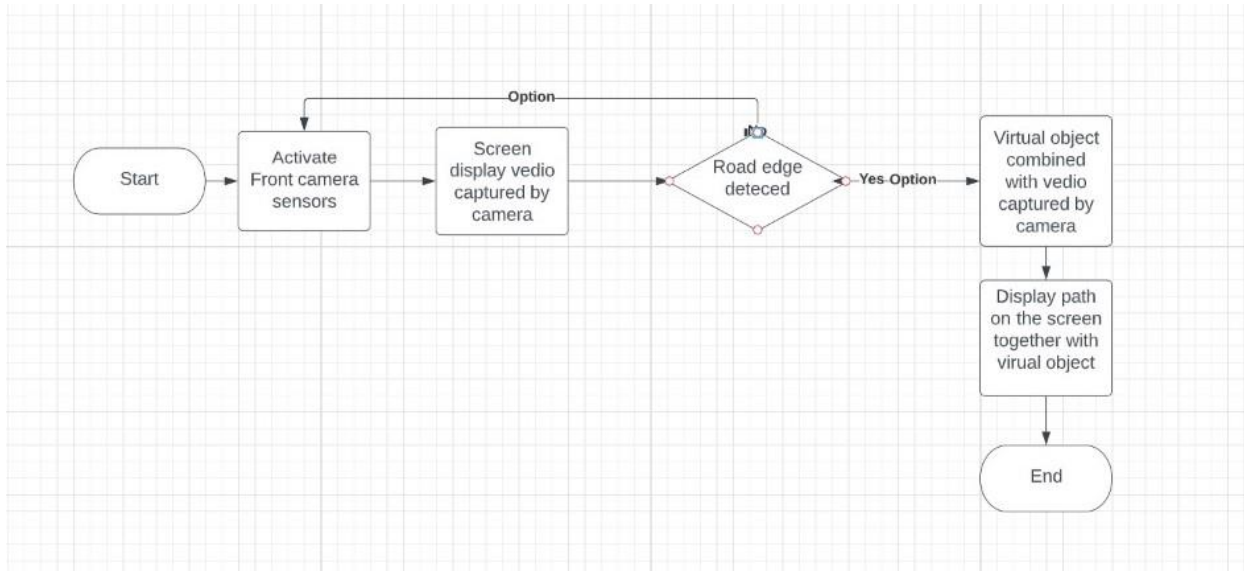 Option
Start
Activate
Front camera
sensors
Screen
display vedio
captured by
camera
No
Road edge
deteced
Yes Option
Virtual object
combined
with vedio
captured by
camera
Display path
on the screen
together with
virual object
End